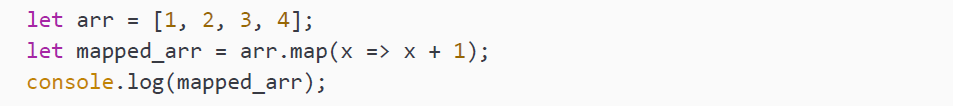 let arr = [1, 2, 3, 4];
let mapped_arr = arr.map(x => x + 1);
console.log(mapped_arr);